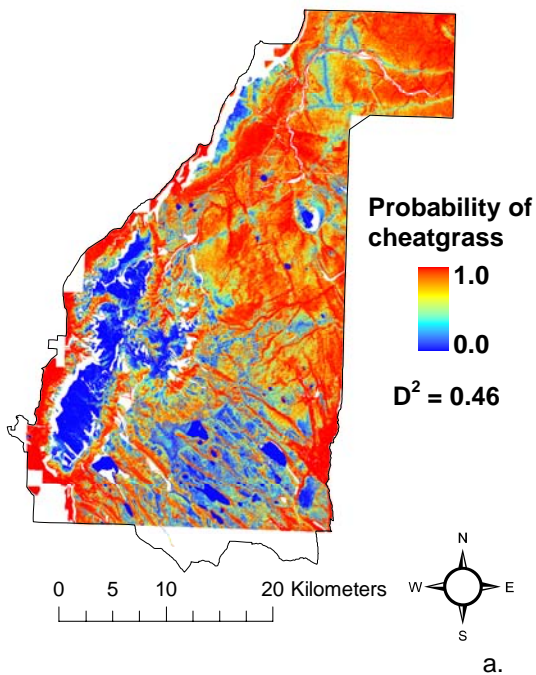 Probability of
cheatgrass
1.0
0.0
D² = 0.46
N
W E
S
0 5 10 20 Kilometers
a.